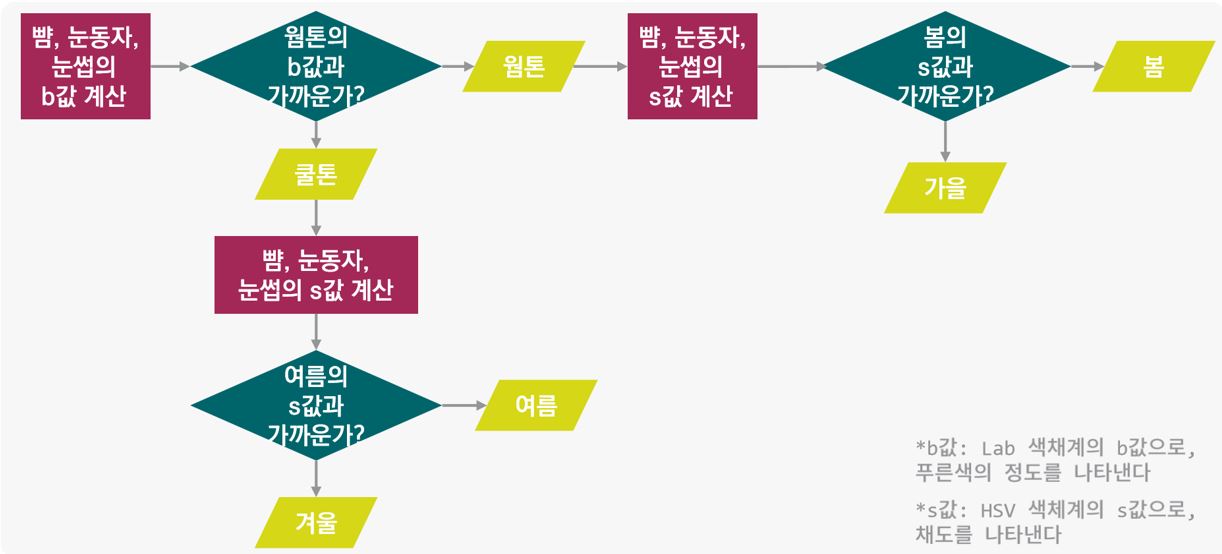 뺨, 눈동자,
눈썹의
b값 계산
웜톤의
b값과
가까운가?
웜톤
뺨, 눈동자,
눈썹의
s값 계산
봄의
s값과
가까운가?
봄
쿨톤
가을
뺨, 눈동자,
눈썹의 s값 계산
여름의
s값과
가까운가?
여름
겨울
*b값: Lab 색채계의 b값으로,
푸른색의 정도를 나타낸다
*s값: HSV 색체계의 s값으로,
채도를 나타낸다